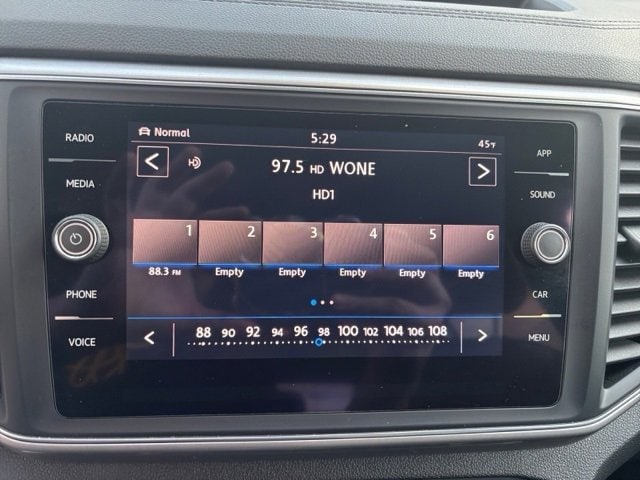 RADIO
MEDIA
PHONE
VOICE
Normal
5:29
45°F
97.5 HD WONE
HD1
1 2 3 4 5 6
88.3 FM Empty Empty Empty Empty Empty
88 90 92 94 96 98 100 102 104 106 108
APP
SOUND
CAR
MENU